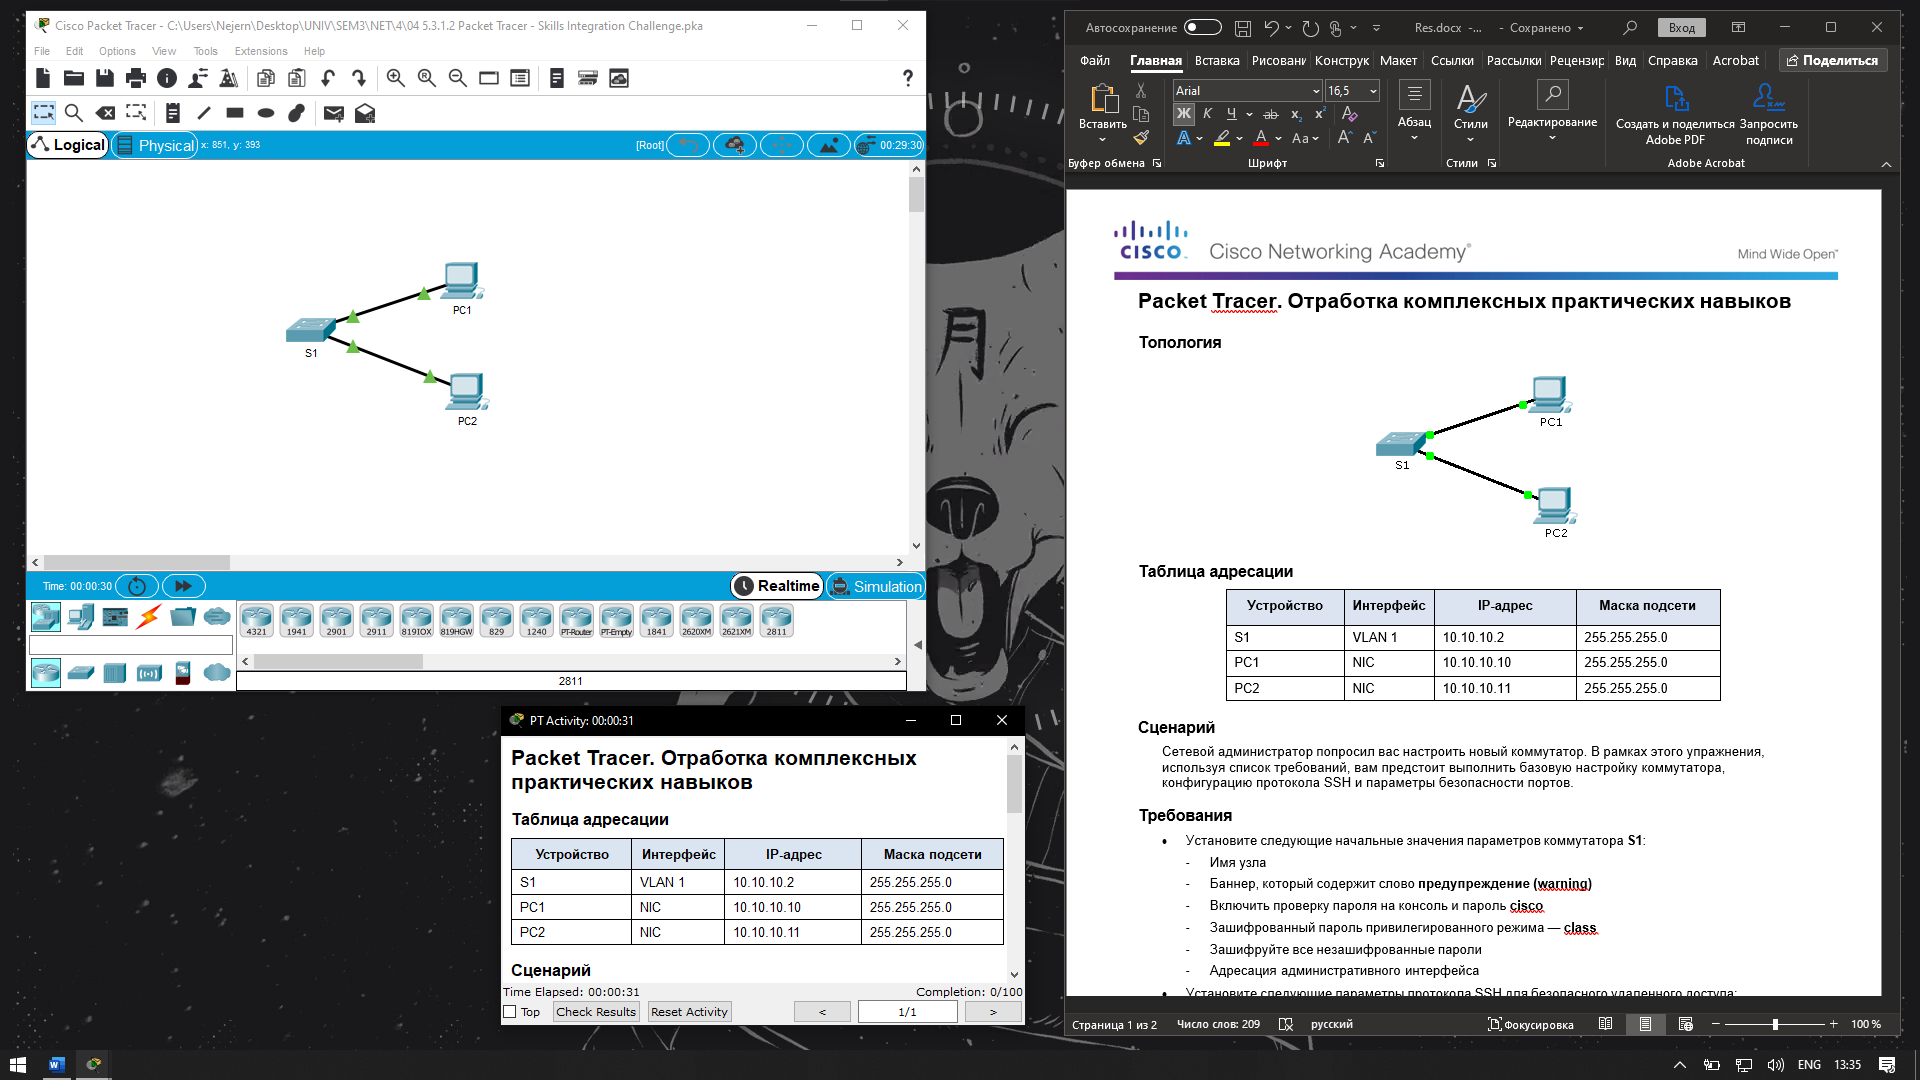 Cisco Packet Tracer - C:\Users\Nejern\Desktop\UNIV\SEM3\NET\4\04 5.3.1.2 Packet Tracer - Skills Integration Challenge.pka
File Edit Options View Tools Extensions Help
Logical Physical x: 851, y: 393 [Root] 00:29:30
PC1
S1
PC2
Time: 00:00:30 Realtime Simulation
4321 1941 2901 2911 819IOX 819HGW 829 1240 PT-Router PT-Empty 1841 2620XM 2621XM 2811
2811
月
PT Activity: 00:00:31
Packet Tracer. Отработка комплексных
практических навыков
Таблица адресации
Устройство Интерфейс IP-адрес Маска подсети
S1 VLAN 1 10.10.10.2 255.255.255.0
PC1 NIC 10.10.10.10 255.255.255.0
PC2 NIC 10.10.10.11 255.255.255.0
Сценарий
Time Elapsed: 00:00:31 Completion: 0/100
Top Check Results Reset Activity < 1/1 >
Автосохранение Res.docx -... - Сохранено Вход
Файл Главная Вставка Рисовани Конструк Макет Ссылки Рассылки Рецензир Вид Справка Acrobat Поделиться
Вставить
Буфер обмена
Arial 16,5
Ж К Ч ab x₂ x²
Шрифт
Абзац
Стили
Стили
Редактирование
Создать и поделиться Adobe PDF
Запросить подписи
Adobe Acrobat
cisco Cisco Networking Academy® Mind Wide Open™
Packet Tracer. Отработка комплексных практических навыков
Топология
PC1
S1
PC2
Таблица адресации
Устройство Интерфейс IP-адрес Маска подсети
S1 VLAN 1 10.10.10.2 255.255.255.0
PC1 NIC 10.10.10.10 255.255.255.0
PC2 NIC 10.10.10.11 255.255.255.0
Сценарий
Сетевой администратор попросил вас настроить новый коммутатор. В рамках этого упражнения,
используя список требований, вам предстоит выполнить базовую настройку коммутатора,
конфигурацию протокола SSH и параметры безопасности портов.
Требования
• Установите следующие начальные значения параметров коммутатора S1:
- Имя узла
- Баннер, который содержит слово предупреждение (warning)
- Включить проверку пароля на консоль и пароль cisco
- Зашифрованный пароль привилегированного режима — class
- Зашифруйте все незашифрованные пароли
- Адресация административного интерфейса
• Установите следующие параметры протокола SSH для безопасного удаленного доступа:
Страница 1 из 2 Число слов: 209 русский Фокусировка 100 %
ENG 13:35